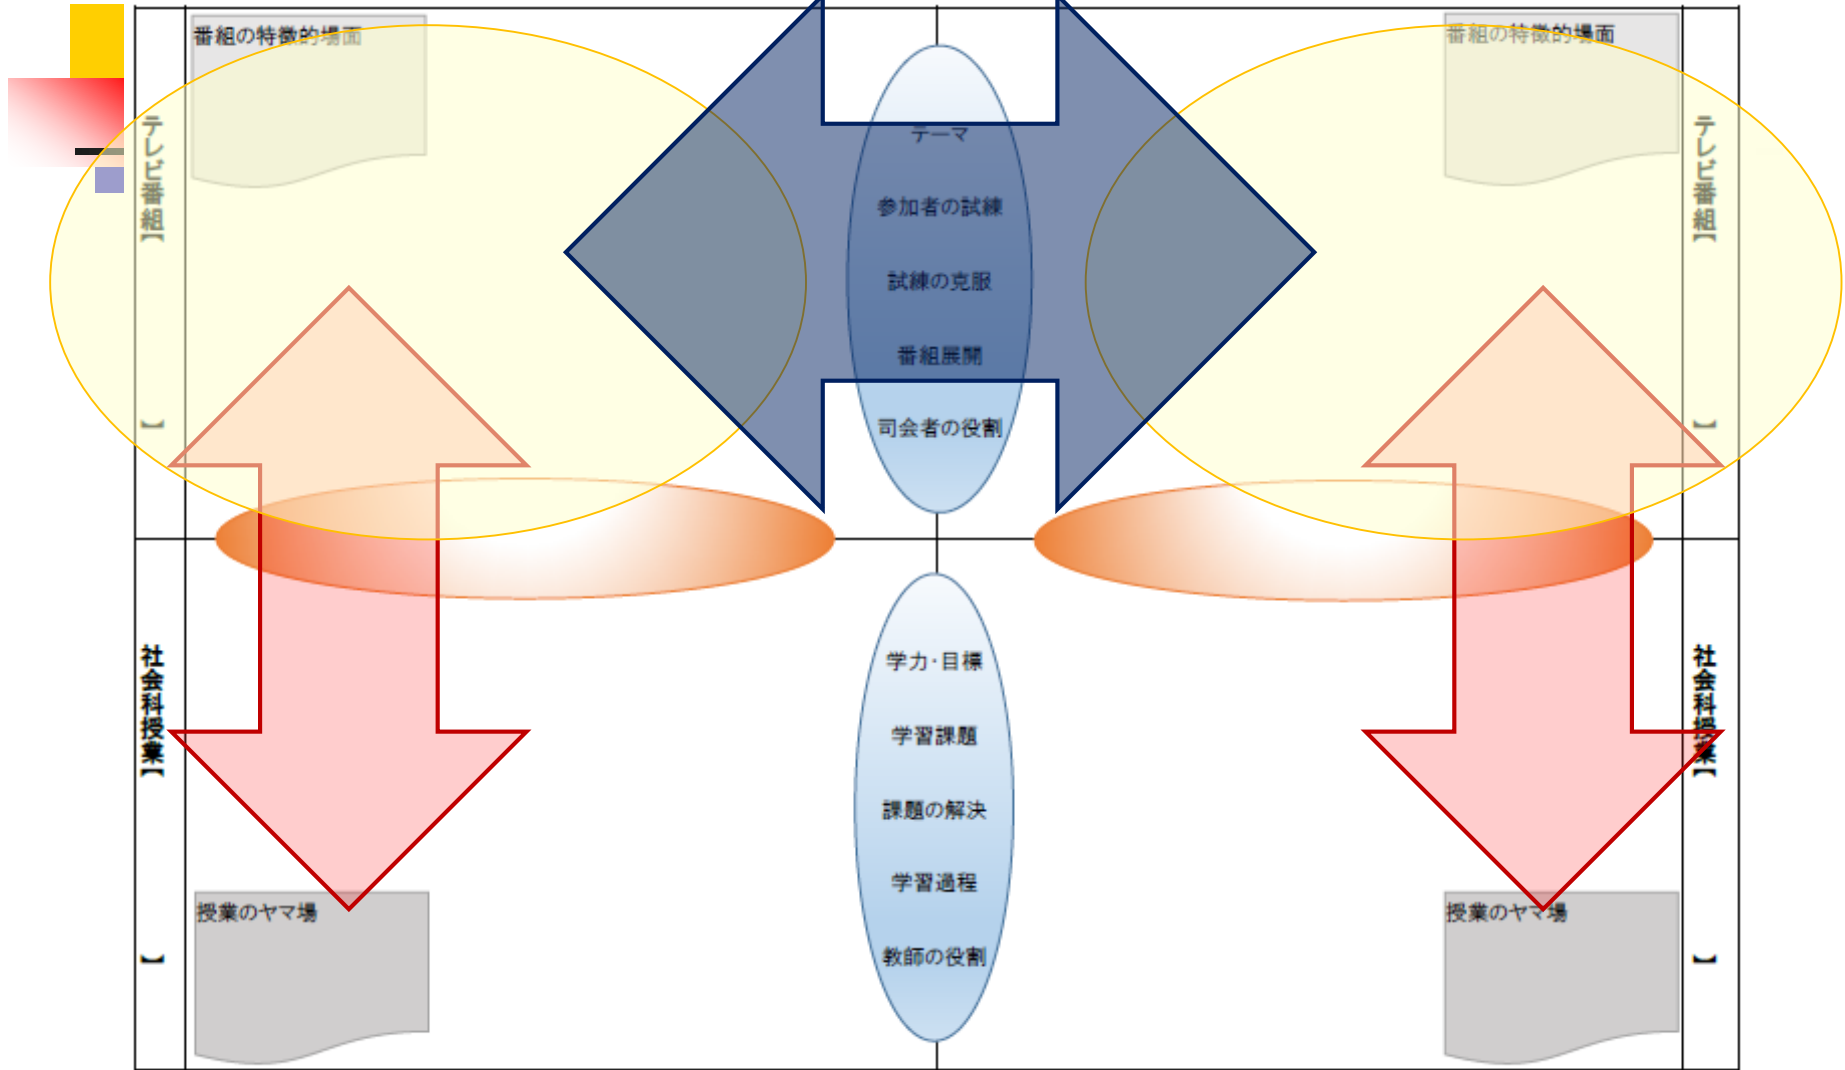 番組の特徴的場面
番組の特徴的場面
テレビ番組【
】
テーマ
参加者の試練
試練の克服
番組展開
司会者の役割
テレビ番組【
】
社会科授業【
】
学力・目標
学習課題
課題の解決
学習過程
教師の役割
社会科授業【
】
授業のヤマ場
授業のヤマ場